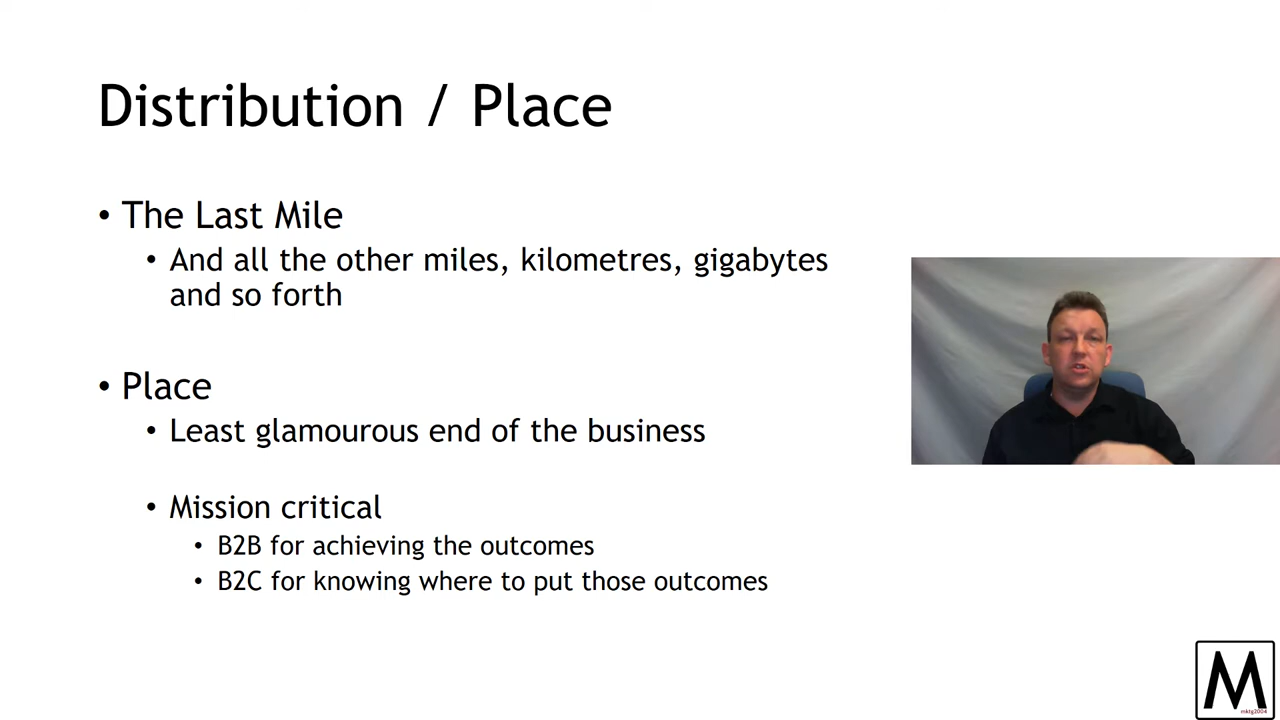 Distribution / Place
• The Last Mile
• And all the other miles, kilometres, gigabytes
and so forth
• Place
• Least glamourous end of the business
• Mission critical
• B2B for achieving the outcomes
• B2C for knowing where to put those outcomes
M
mktg2004